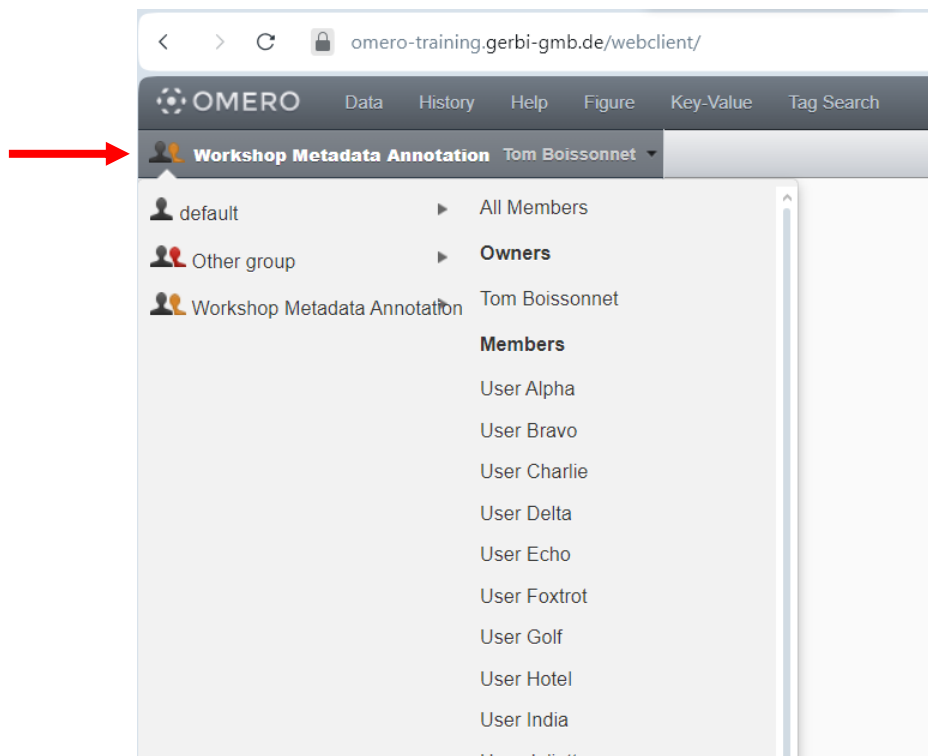 omero-training.gerbi-gmb.de/webclient/
OMERO Data History Help Figure Key-Value Tag Search
Workshop Metadata Annotation Tom Boissonnet
default
Other group
Workshop Metadata Annotation
All Members
Owners
Tom Boissonnet
Members
User Alpha
User Bravo
User Charlie
User Delta
User Echo
User Foxtrot
User Golf
User Hotel
User India